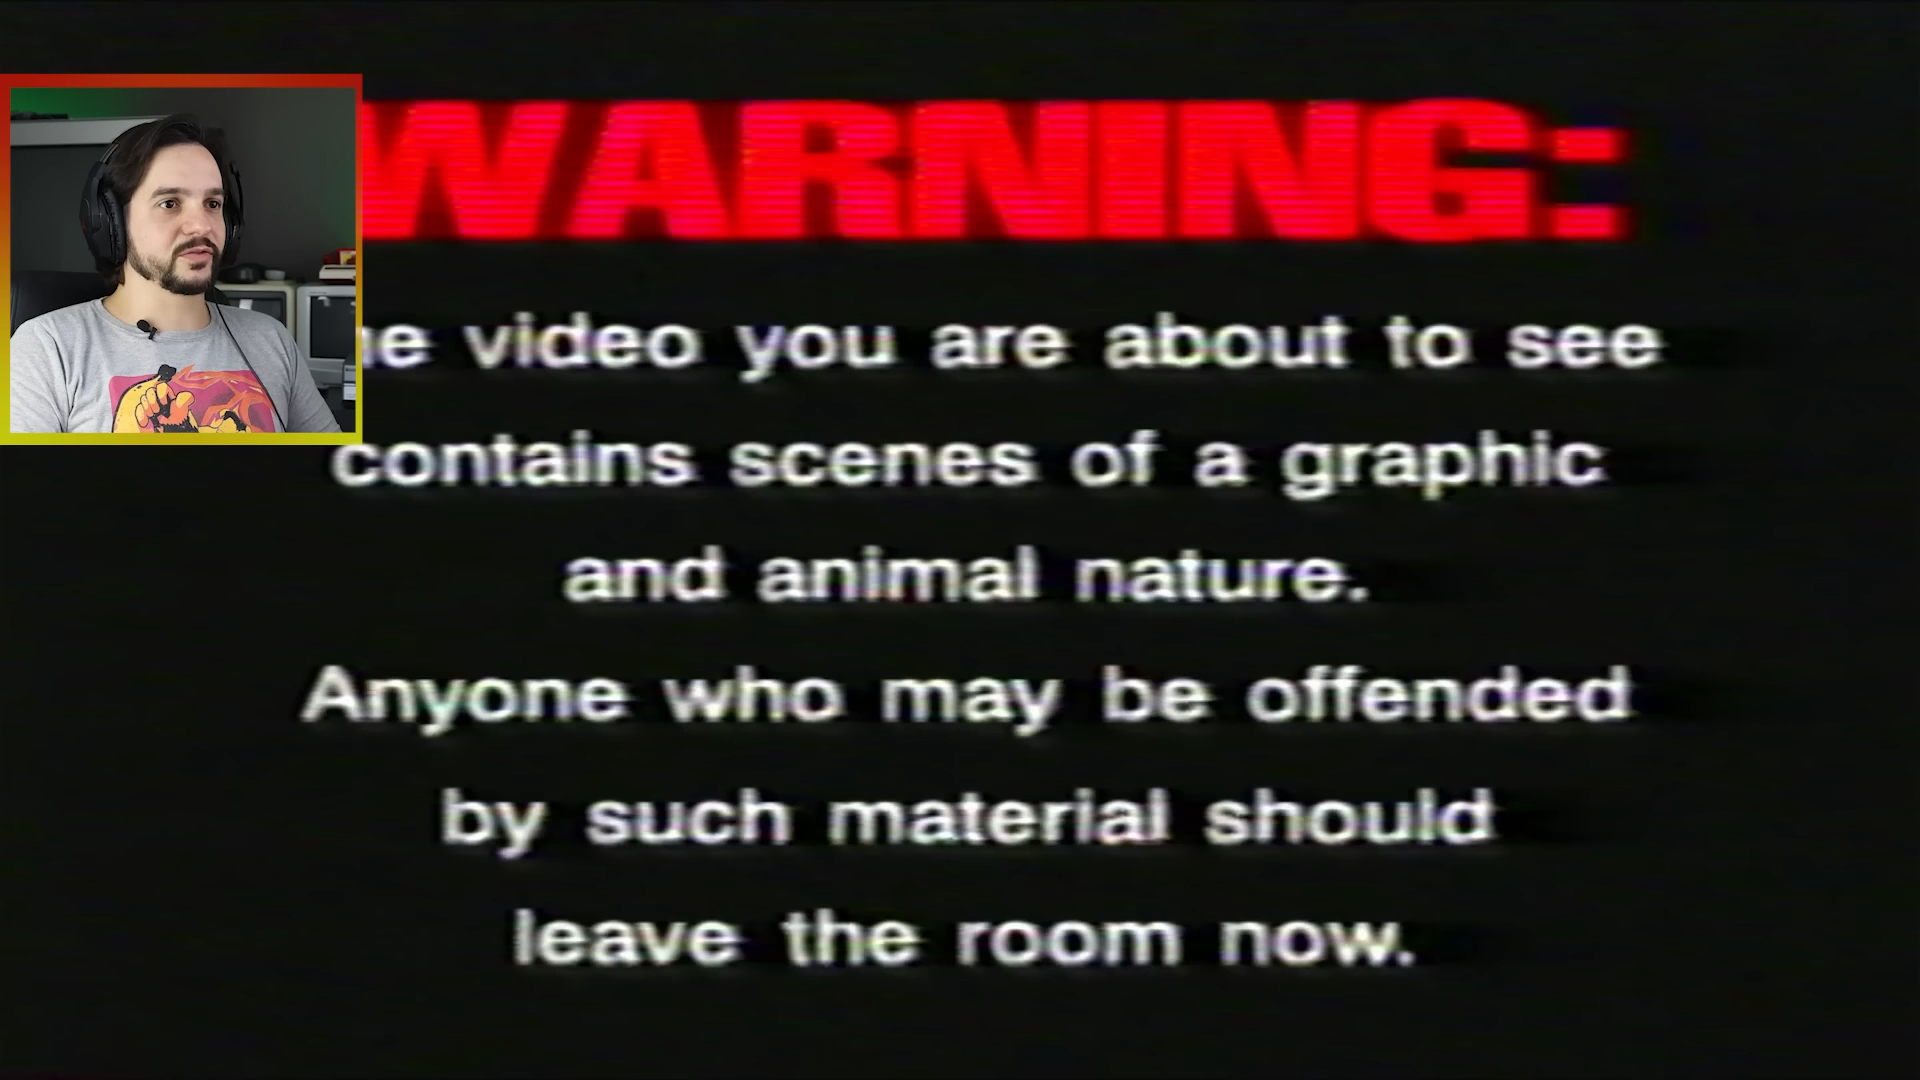 WARNING:
he video you are about to see
contains scenes of a graphic
and animal nature.
Anyone who may be offended
by such material should
leave the room now.